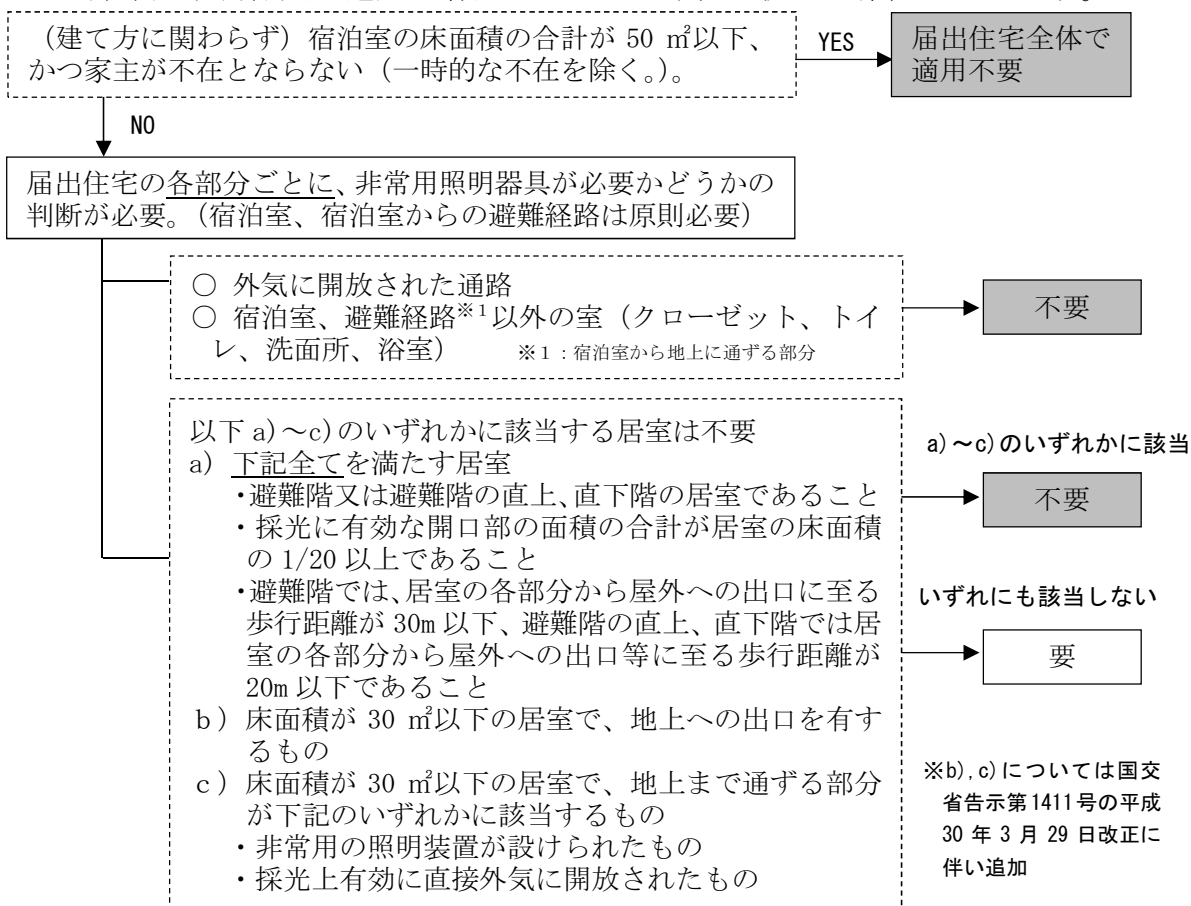 （建て方に関わらず）宿泊室の床面積の合計が 50 ㎡以下、
かつ家主が不在とならない（一時的な不在を除く。）。
YES
届出住宅全体で
適用不要
NO
届出住宅の各部分ごとに、非常用照明器具が必要かどうかの
判断が必要。（宿泊室、宿泊室からの避難経路は原則必要）
○ 外気に開放された通路
○ 宿泊室、避難経路※1以外の室（クローゼット、トイ
レ、洗面所、浴室） ※１：宿泊室から地上に通ずる部分
不要
以下 a)～c)のいずれかに該当する居室は不要
a) 下記全てを満たす居室
・避難階又は避難階の直上、直下階の居室であること
・採光に有効な開口部の面積の合計が居室の床面積
の 1/20 以上であること
・避難階では、居室の各部分から屋外への出口に至る
歩行距離が 30m 以下、避難階の直上、直下階では居
室の各部分から屋外への出口等に至る歩行距離が
20m 以下であること
ｂ）床面積が 30 ㎡以下の居室で、地上への出口を有す
るもの
ｃ）床面積が 30 ㎡以下の居室で、地上まで通ずる部分
が下記のいずれかに該当するもの
・非常用の照明装置が設けられたもの
・採光上有効に直接外気に開放されたもの
a)～c)のいずれかに該当
不要
いずれにも該当しない
要
※b),c)については国交
省告示第1411号の平成
30 年 3 月 29 日改正に
伴い追加